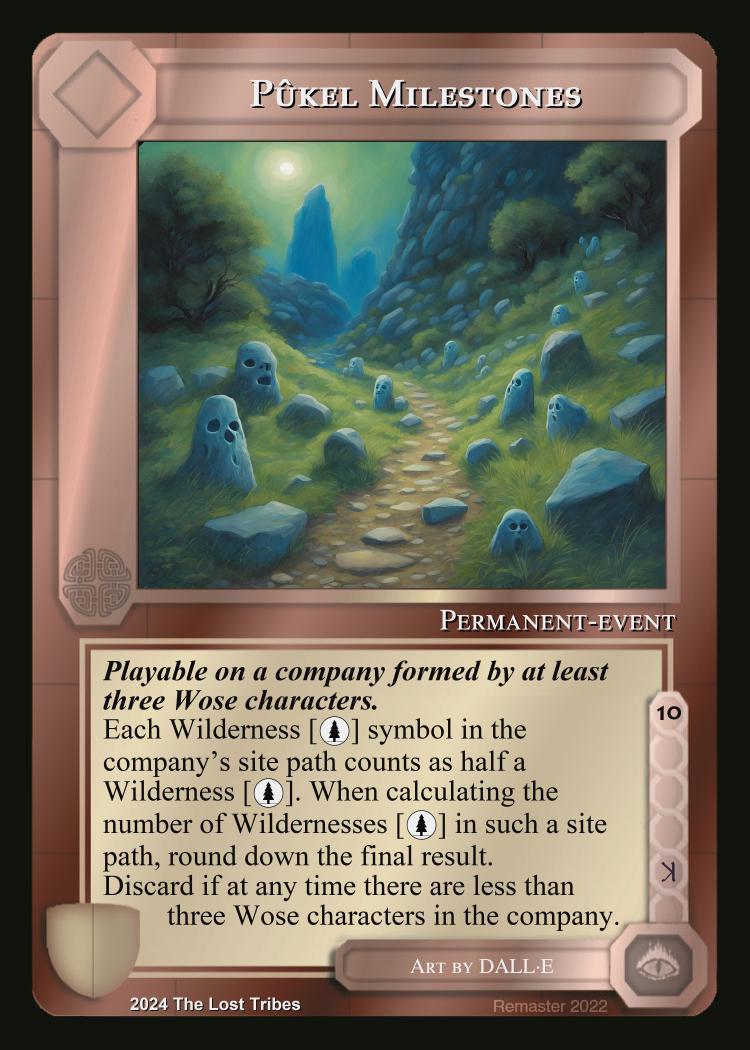 Pûkel Milestones
Permanent-event
Playable on a company formed by at least
three Wose characters.
Each Wilderness [ ] symbol in the
company's site path counts as half a
Wilderness [ ]. When calculating the
number of Wildernesses [ ] in such a site
path, round down the final result.
Discard if at any time there are less than
three Wose characters in the company.
10
Art by DALL·E
2024 The Lost Tribes
Remaster 2022